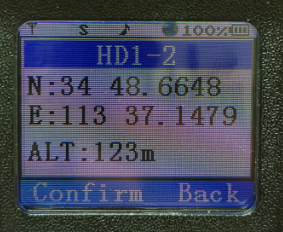 S 100%
HD1-2
N:34 48.6648
E:113 37.1479
ALT:123m
Confirm Back